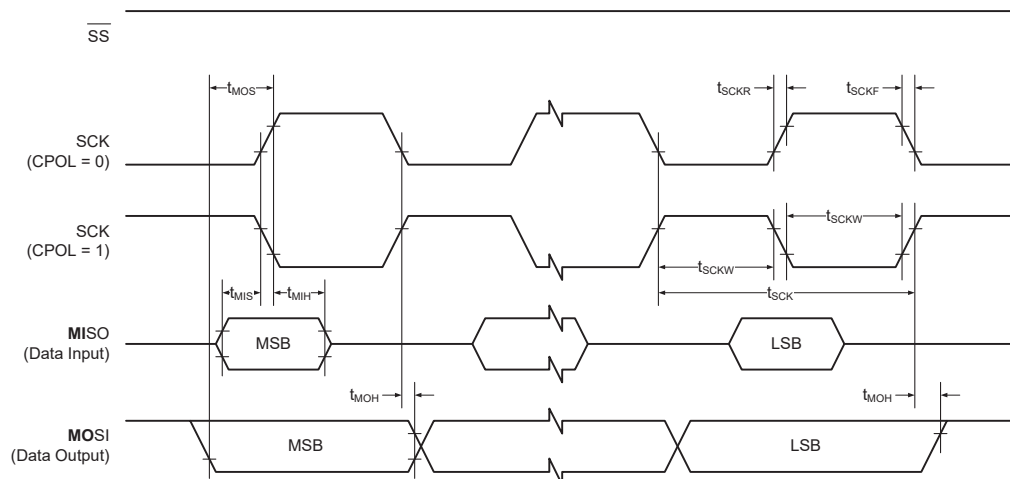 SS
tMOS
tSCKR
tSCKF
SCK
(CPOL = 0)
SCK
(CPOL = 1)
tSCKW
tSCKW
tMIS
tMIH
tSCK
MISO
(Data Input)
MSB
LSB
tMOH
tMOH
MOSI
(Data Output)
MSB
LSB